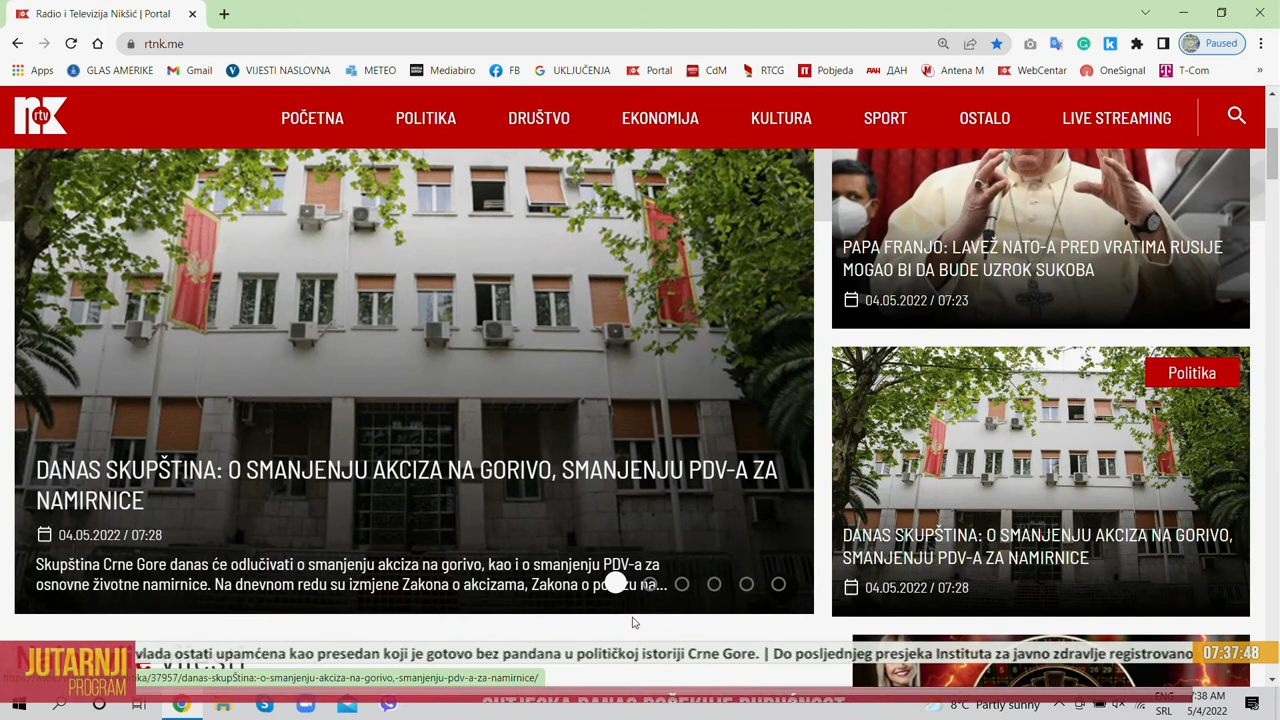 Radio i Televizija Nikšić | Portal
rtnk.me
Paused
Apps
GLAS AMERIKE
Gmail
VIJESTI NASLOVNA
METEO
Mediabiro
FB
UKLJUČENJA
Portal
CdM
RTCG
Pobjeda
ДАН
Antena M
WebCentar
OneSignal
T-Com
»
rtv
POČETNA
POLITIKA
DRUŠTVO
EKONOMIJA
KULTURA
SPORT
OSTALO
LIVE STREAMING
DANAS SKUPŠTINA: O SMANJENJU AKCIZA NA GORIVO, SMANJENJU PDV-A ZA
NAMIRNICE
04.05.2022 / 07:28
Skupština Crne Gore danas će odlučivati o smanjenju akciza na gorivo, kao i o smanjenju PDV-a za
osnovne životne namirnice. Na dnevnom redu su izmjene Zakona o akcizama, Zakona o porezu na...
PAPA FRANJO: LAVEŽ NATO-A PRED VRATIMA RUSIJE
MOGAO BI DA BUDE UZROK SUKOBA
04.05.2022 / 07:23
Politika
DANAS SKUPŠTINA: O SMANJENJU AKCIZA NA GORIVO,
SMANJENJU PDV-A ZA NAMIRNICE
04.05.2022 / 07:28
JUTARNJI
PROGRAM
vlada ostati upamćena kao presedan koji je gotovo bez pandana u političkoj istoriji Crne Gore. | Do posljednjeg presjeka Instituta za javno zdravlje registrovano
07:37:48
ka/37957/danas-skupština:-o-smanjenju-akciza-na-gorivo,-smanjenju-pdv-a-za-namirnice/
8°C Partly sunny
ENG
SRL
7:38 AM
5/4/2022